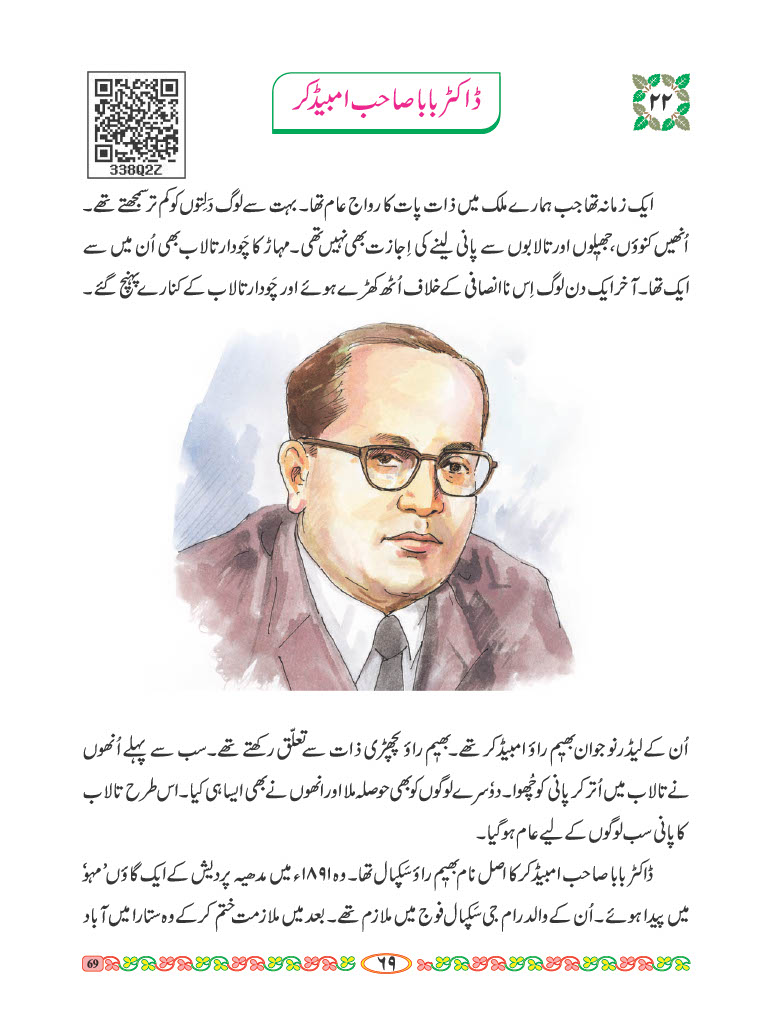 ۲۲
ڈاکٹر بابا صاحب امبیڈکر
338Q2Z
ایک زمانہ تھا جب ہمارے ملک میں ذات پات کا رواج عام تھا۔ بہت سے لوگ دَلِتوں کو کم تر سمجھتے تھے۔
اُنھیں کنوؤں، جھیلوں اور تالابوں سے پانی لینے کی اِجازت بھی نہیں تھی۔ مہاڑ کا چَودار تالاب بھی اُن میں سے
ایک تھا۔ آخر ایک دن لوگ اِس ناانصافی کے خلاف اُٹھ کھڑے ہوئے اور چَودار تالاب کے کنارے پہنچ گئے۔
اُن کے لیڈر نوجوان بھیم راؤ امبیڈکر تھے۔ بھیم راؤ پچھڑی ذات سے تعلّق رکھتے تھے۔ سب سے پہلے اُنھوں
نے تالاب میں اُتر کر پانی کو چُھوا۔ دوٗسرے لوگوں کو بھی حوصلہ ملا اور انھوں نے بھی ایسا ہی کیا۔ اس طرح تالاب
کا پانی سب لوگوں کے لیے عام ہو گیا۔
ڈاکٹر بابا صاحب امبیڈکر کا اصل نام بھیم راؤ سَکپال تھا۔ وہ ۱۸۹۱ء میں مدھیہ پردیش کے ایک گاؤں ’مہو‘
میں پیدا ہوئے۔ اُن کے والد رام جی سَکپال فوج میں ملازم تھے۔ بعد میں ملازمت ختم کر کے وہ ستارا میں آباد
۶۹
69